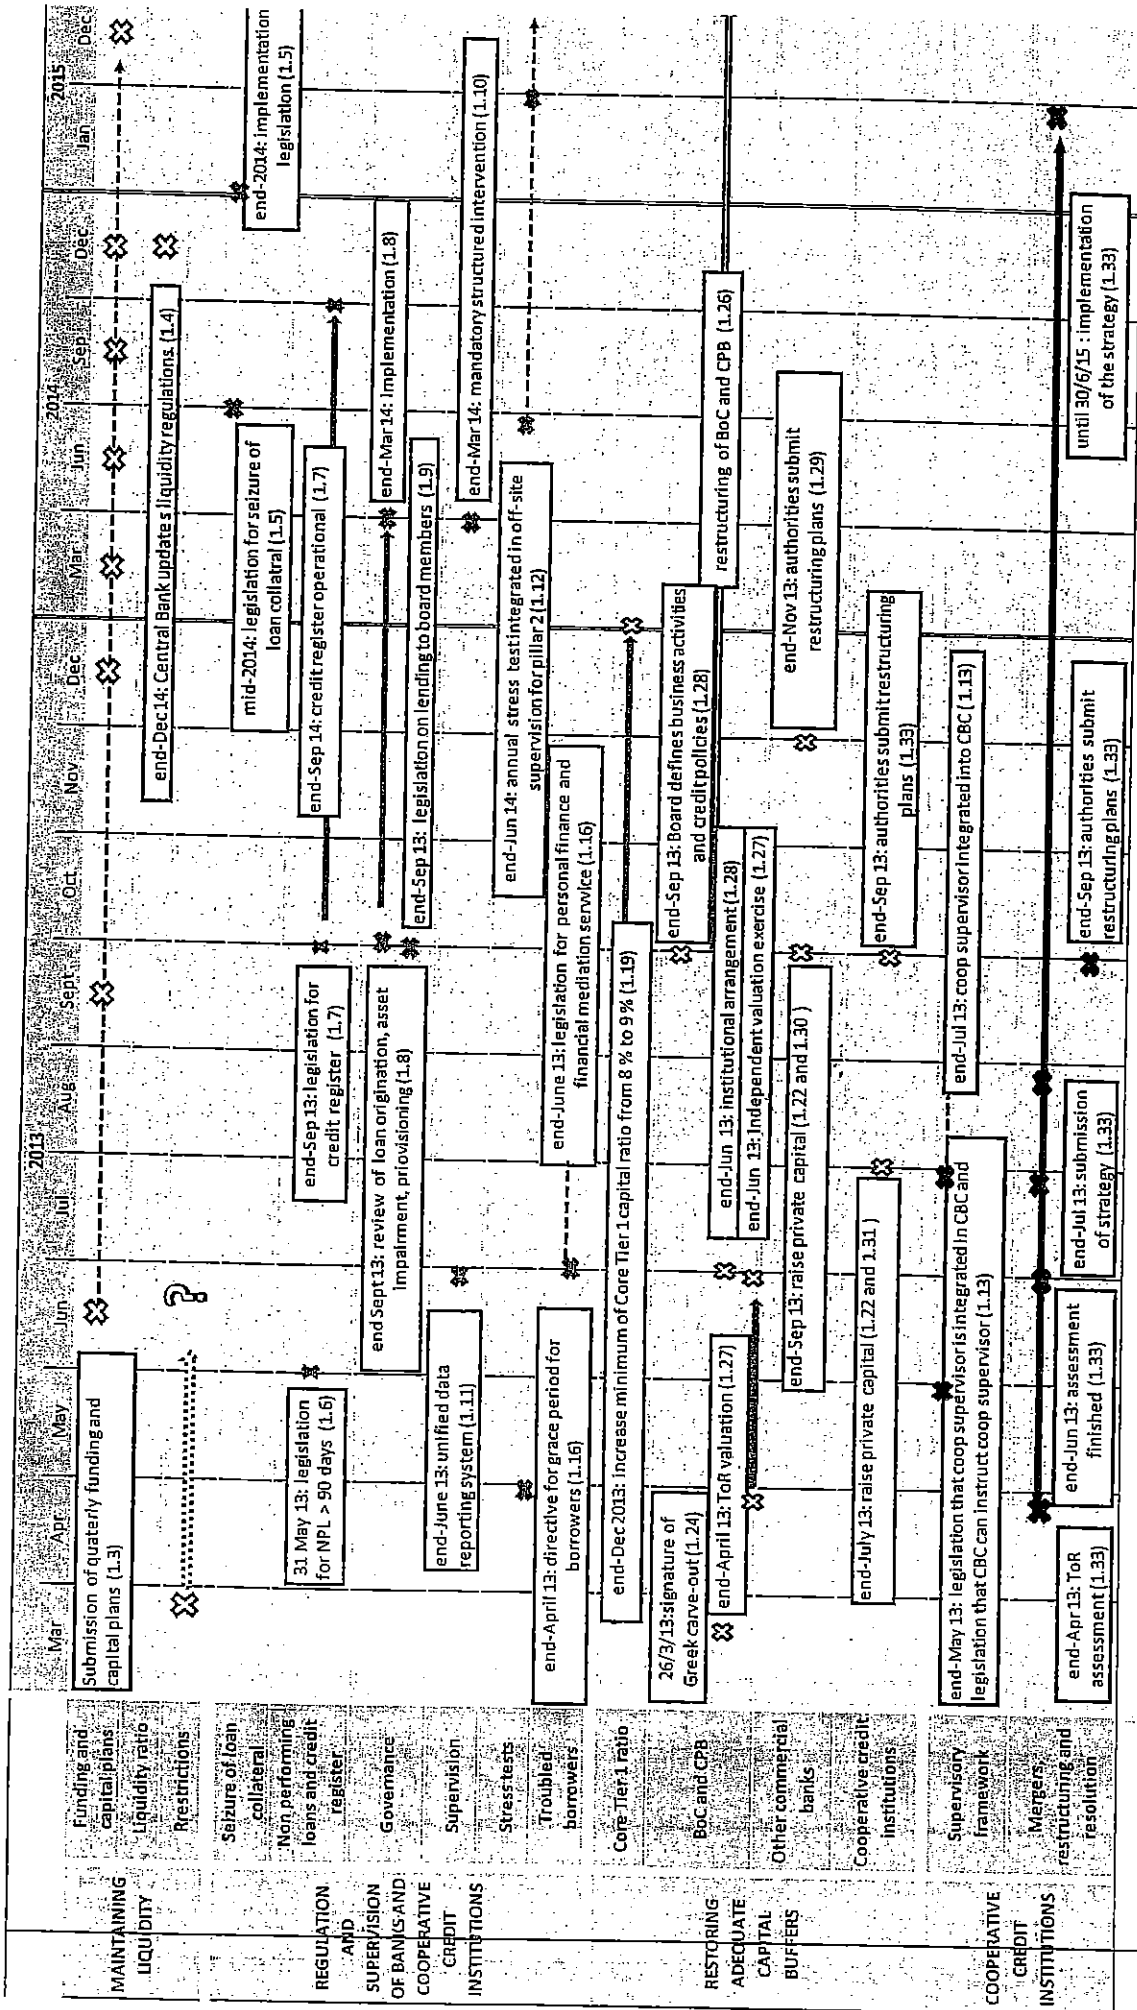 2013
2014
2015
Mar
Apr
May
Jun
Jul
Aug
Sept
Oct
Nov
Dec
Mar
Jun
Sep
Dec
Jan
Dec
MAINTAINING
LIQUIDITY
Funding and
capital plans
Submission of quaterly funding and
capital plans (1.3)
Liquidity ratio
end-Dec14: Central Bank updates liquidity regulations (1.4)
Restrictions
?
REGULATION
AND
SUPERVISION
OF BANKS AND
COOPERATIVE
CREDIT
INSTITUTIONS
Seizure of loan
collateral
mid-2014: legislation for seizure of
loan collatral (1.5)
end-2014: implementation
legislation (1.5)
Non performing
loans and credit
register
31 May 13: legislation
for NPL > 90 days (1.6)
end-Sep 13: legislation for
credit register (1.7)
end-Sep 14: credit register operational (1.7)
Governance
end Sept 13: review of loan origination, asset
impairment, priovisioning (1.8)
end-Mar 14: Implementation (1.8)
end-Sep 13: legislation on lending to board members (1.9)
Supervision
end-June 13: unified data
reporting system (1.11)
end-Mar 14: mandatory structured intervention (1.10)
Stress tests
end-Jun 14: annual stress test integrated in off-site
supervision for pillar 2 (1.12)
Troubled
borrowers
end-April 13: directive for grace period for
borrowers (1.16)
end-June 13: legislation for personal finance and
financial mediation service (1.16)
RESTORING
ADEQUATE
CAPITAL
BUFFERS
Core Tier 1 ratio
end-Dec 2013: increase minimum of Core Tier 1 capital ratio from 8 % to 9 % (1.19)
BoC and CPB
26/3/13:signature of
Greek carve-out (1.24)
end-April 13: ToR valuation (1.27)
end-Jun 13: institutional arrangement (1.28)
end-Jun 13: Independent valuation exercise (1.27)
end-Sep 13: Board defines business activities
and credit policies (1.28)
restructuring of BoC and CPB (1.26)
Other commercial
banks
end-Sep 13: raise private capital (1.22 and 1.30 )
end-Nov 13: authorities submit
restructuring plans (1.29)
Cooperative credit
institutions
end-July 13: raise private capital (1.22 and 1.31 )
end-Sep 13: authorities submit restructuring
plans (1.33)
COOPERATIVE
CREDIT
INSTITUTIONS
Supervisory
framework
end-May 13: legislation that coop supervisor is integrated in CBC and
legislation that CBC can instruct coop supervisor (1.13)
end-Jul 13: coop supervisor integrated into CBC (1.13)
Mergers,
restructuring and
resolution
end-Apr 13: ToR
assessment (1.33)
end-Jun 13: assessment
finished (1.33)
end-Jul 13: submission
of strategy (1.33)
end-Sep 13: authorities submit
restructuring plans (1.33)
until 30/6/15 : implementation
of the strategy (1.33)